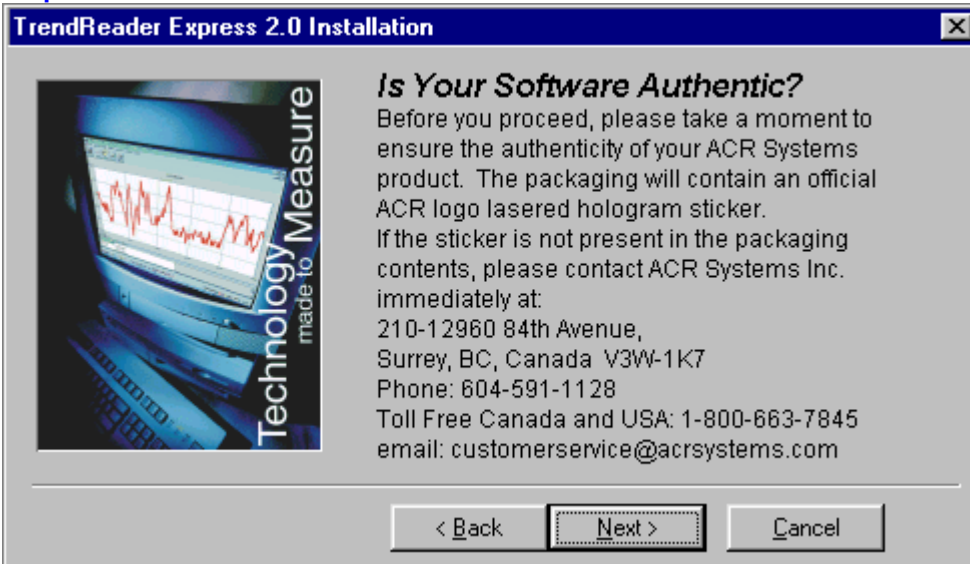 TrendReader Express 2.0 Installation
Technology
made to Measure
Is Your Software Authentic?
Before you proceed, please take a moment to
ensure the authenticity of your ACR Systems
product.  The packaging will contain an official
ACR logo lasered hologram sticker.
If the sticker is not present in the packaging
contents, please contact ACR Systems Inc.
immediately at:
210-12960 84th Avenue,
Surrey, BC, Canada  V3W-1K7
Phone: 604-591-1128
Toll Free Canada and USA: 1-800-663-7845
email: customerservice@acrsystems.com
< Back
Next >
Cancel